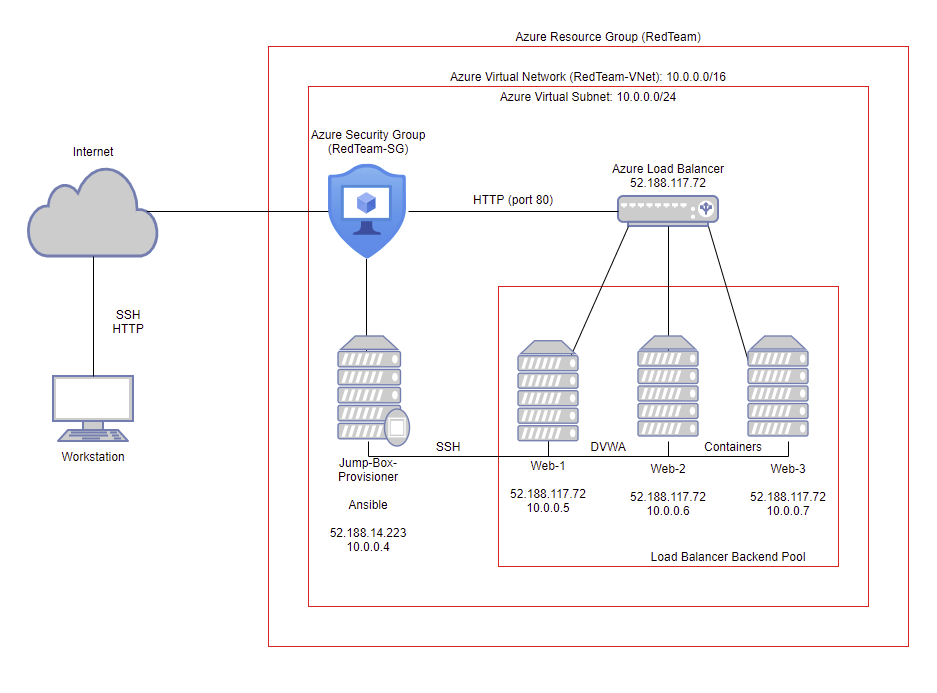 Azure Resource Group (RedTeam)
Azure Virtual Network (RedTeam-VNet): 10.0.0.0/16
Azure Virtual Subnet: 10.0.0.0/24
Azure Security Group
(RedTeam-SG)
Internet
Azure Load Balancer
52.188.117.72
HTTP (port 80)
SSH
HTTP
Workstation
SSH
DVWA
Containers
Jump-Box-
Provisioner
Ansible
52.188.14.223
10.0.0.4
Web-1
52.188.117.72
10.0.0.5
Web-2
52.188.117.72
10.0.0.6
Web-3
52.188.117.72
10.0.0.7
Load Balancer Backend Pool